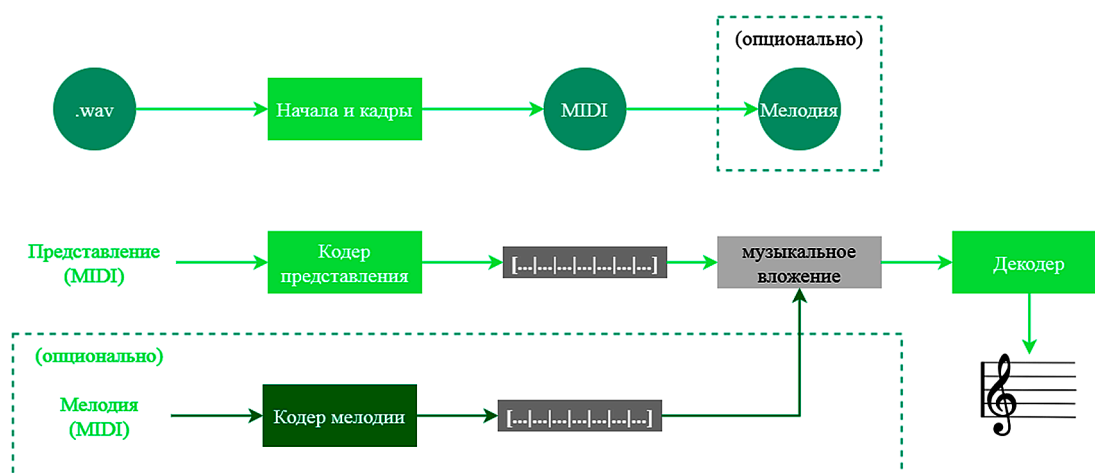 (опционально)
.wav
Начала и кадры
MIDI
Мелодия
Представление
(MIDI)
Кодер
представления
[...|...|...|...|...|...|...]
музыкальное
вложение
Декодер
(опционально)
Мелодия
(MIDI)
Кодер мелодии
[...|...|...|...|...|...|...]